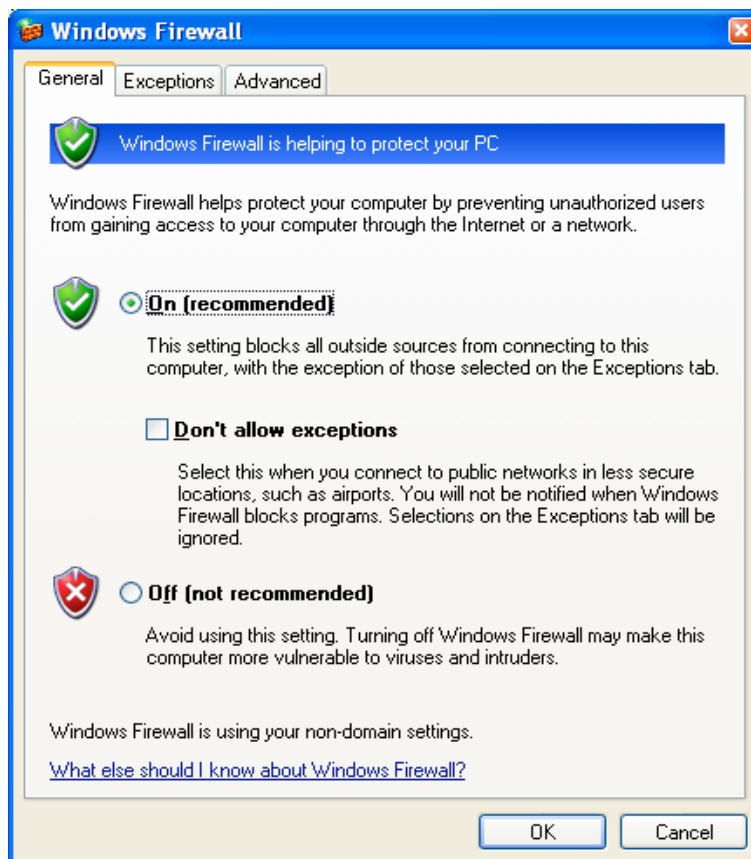 Windows Firewall
General
Exceptions
Advanced
Windows Firewall is helping to protect your PC
Windows Firewall helps protect your computer by preventing unauthorized users
from gaining access to your computer through the Internet or a network.
On (recommended)
This setting blocks all outside sources from connecting to this
computer, with the exception of those selected on the Exceptions tab.
Don't allow exceptions
Select this when you connect to public networks in less secure
locations, such as airports. You will not be notified when Windows
Firewall blocks programs. Selections on the Exceptions tab will be
ignored.
Off (not recommended)
Avoid using this setting. Turning off Windows Firewall may make this
computer more vulnerable to viruses and intruders.
Windows Firewall is using your non-domain settings.
What else should I know about Windows Firewall?
OK
Cancel